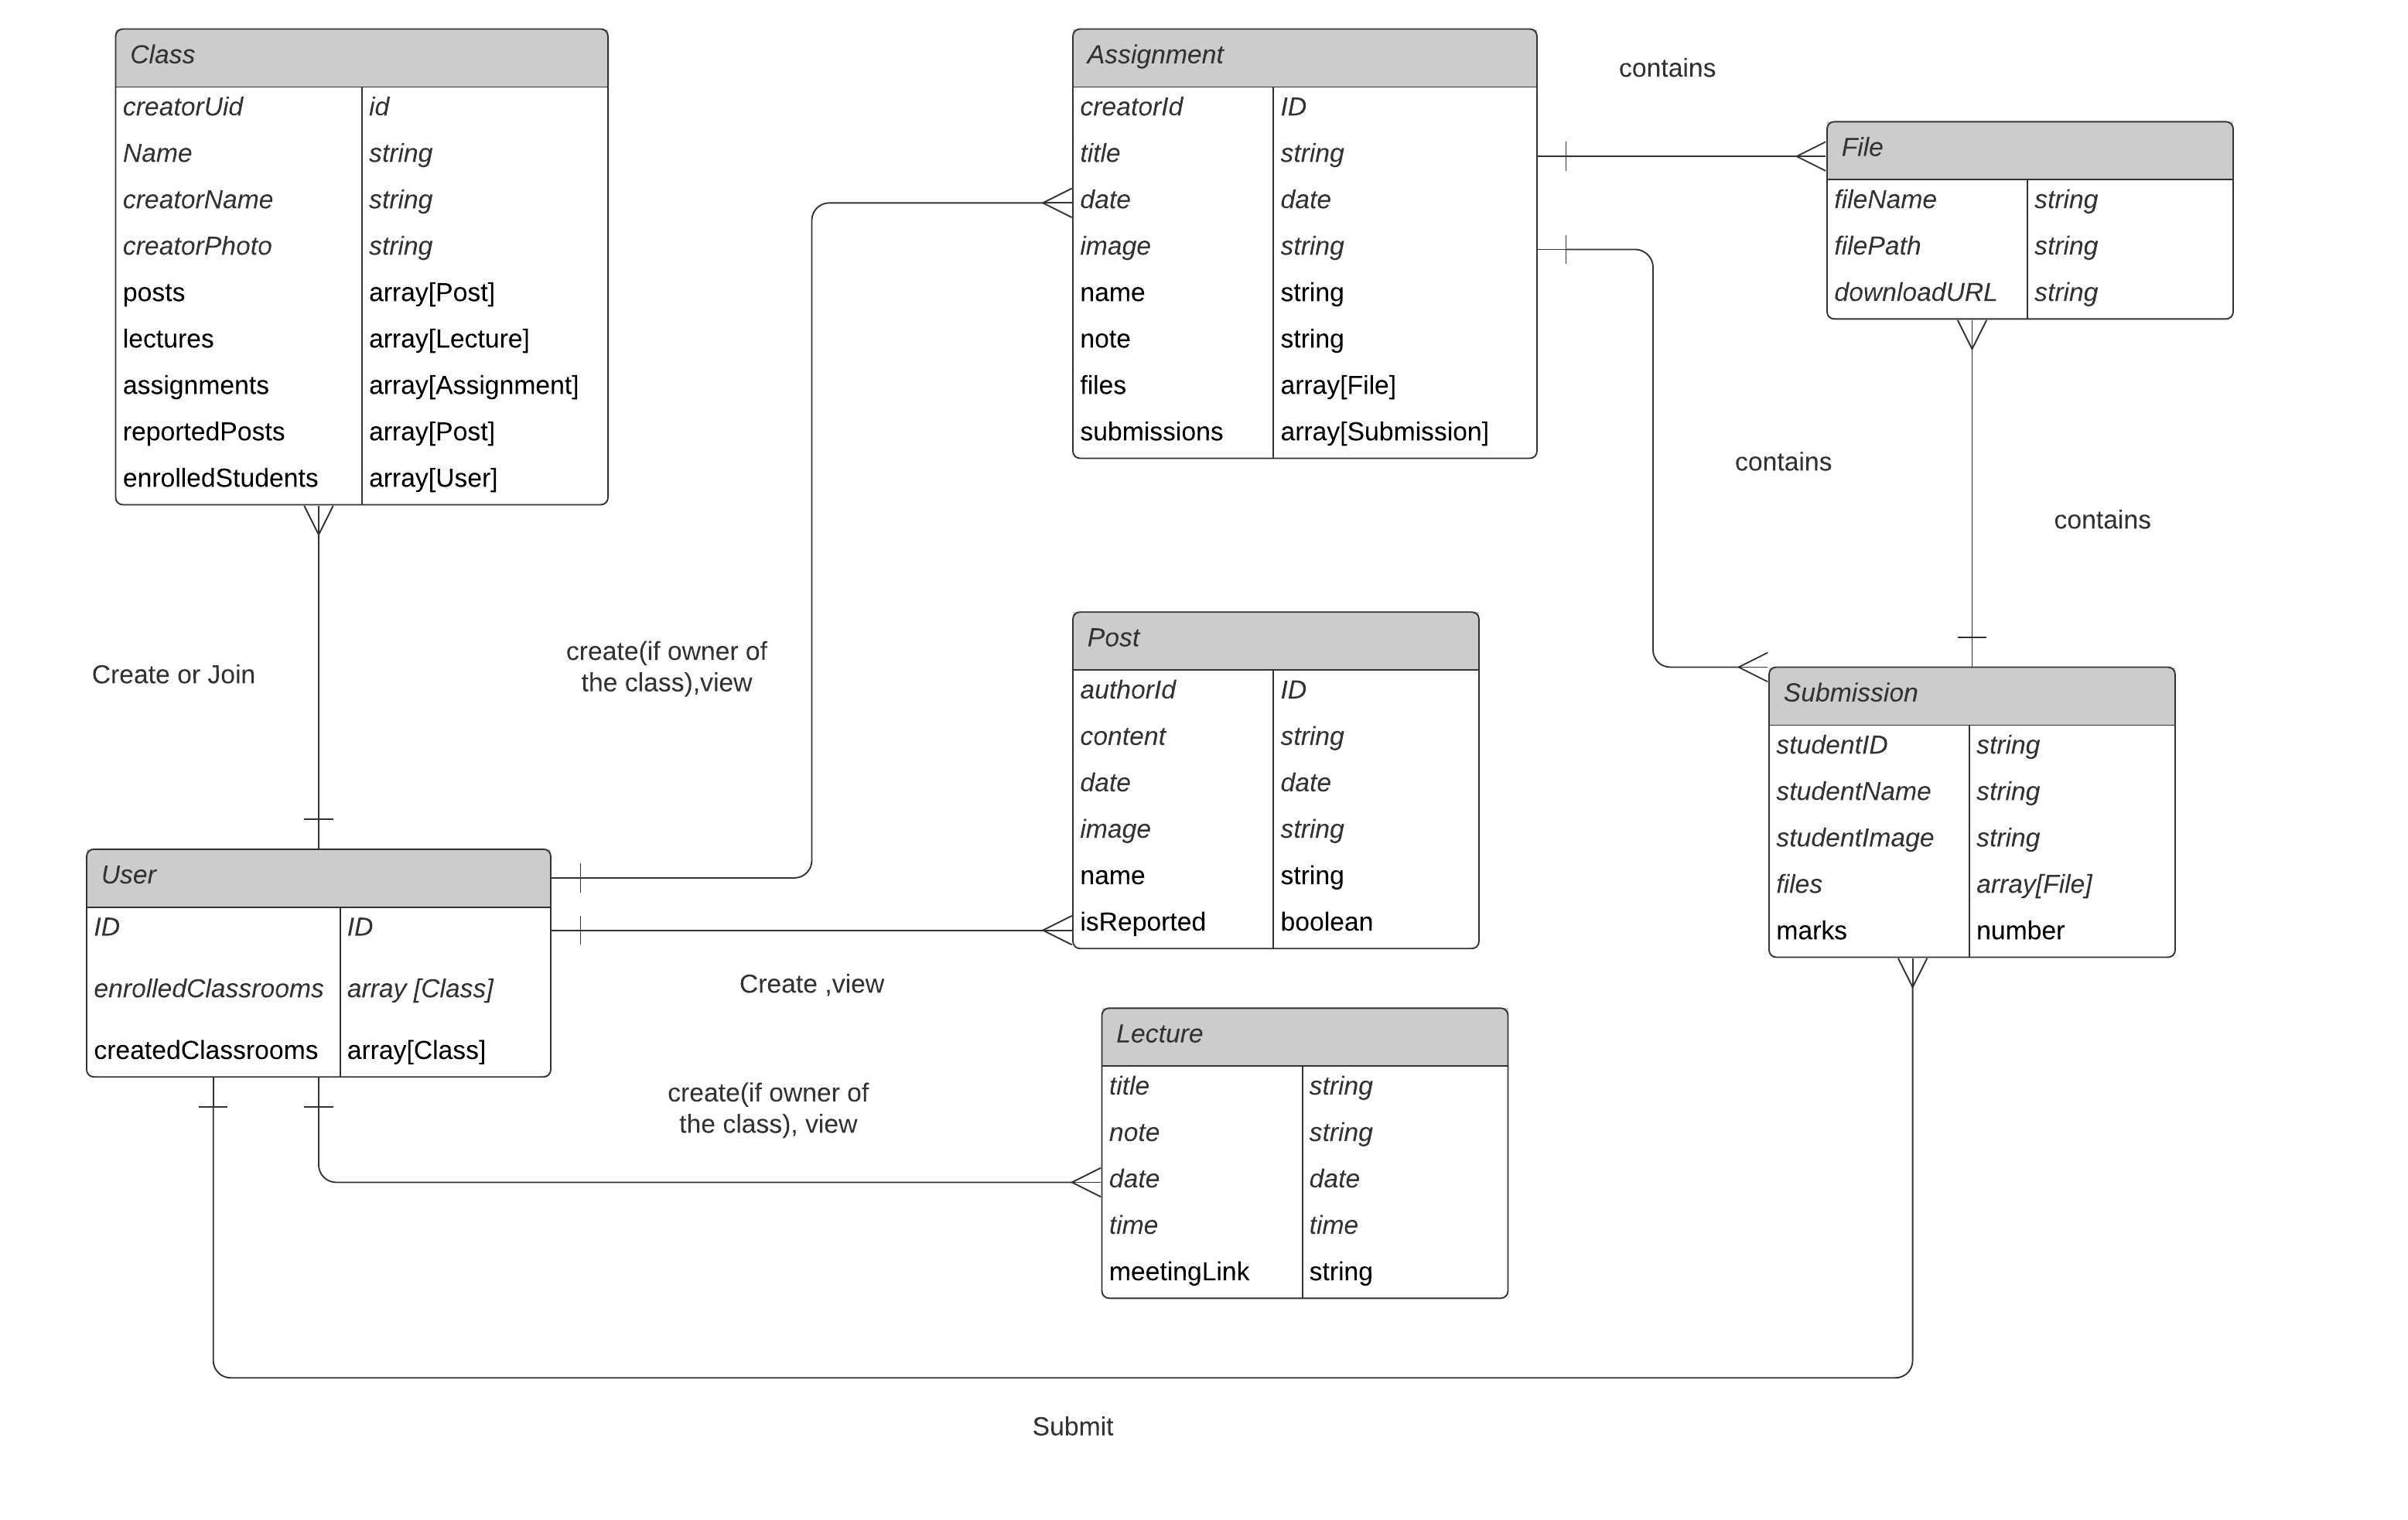 Class
creatorUid id
Name string
creatorName string
creatorPhoto string
posts array[Post]
lectures array[Lecture]
assignments array[Assignment]
reportedPosts array[Post]
enrolledStudents array[User]
Assignment
creatorId ID
title string
date date
image string
name string
note string
files array[File]
submissions array[Submission]
contains
File
fileName string
filePath string
downloadURL string
contains
contains
Create or Join
create(if owner of
the class),view
Post
authorId ID
content string
date date
image string
name string
isReported boolean
Submission
studentID string
studentName string
studentImage string
files array[File]
marks number
User
ID ID
enrolledClassrooms array [Class]
createdClassrooms array[Class]
Create ,view
create(if owner of
the class), view
Lecture
title string
note string
date date
time time
meetingLink string
Submit